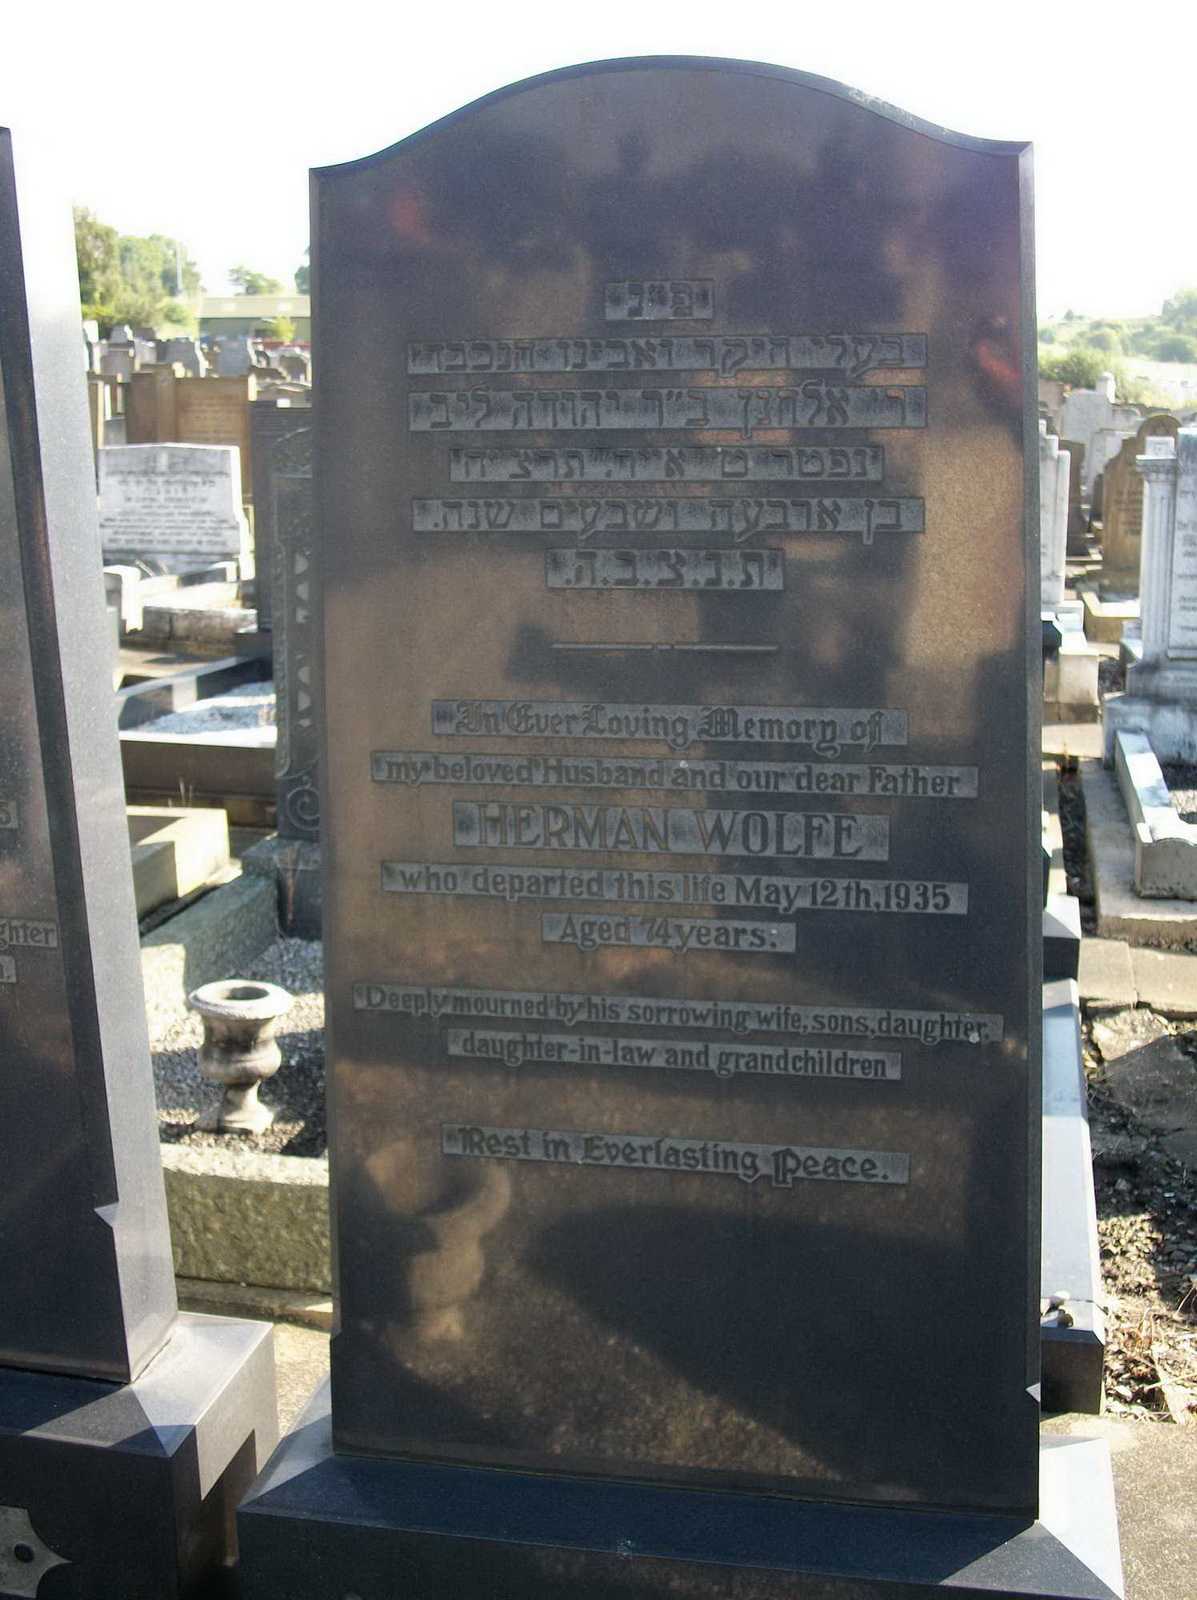 פ״נ
בעלי היקר ואבינו הנכבד
ר׳ אלחנן ב״ר יהודה ליב
נפטר ט׳ אייר תרצ״ה
בן ארבעה ושבעים שנה.
ת.נ.צ.ב.ה.
In Ever Loving Memory of
my beloved Husband and our dear Father
HERMAN WOLFE
who departed this life May 12th, 1935
Aged 74 years.
Deeply mourned by his sorrowing wife, sons, daughter,
daughter-in-law and grandchildren
Rest in Everlasting Peace.